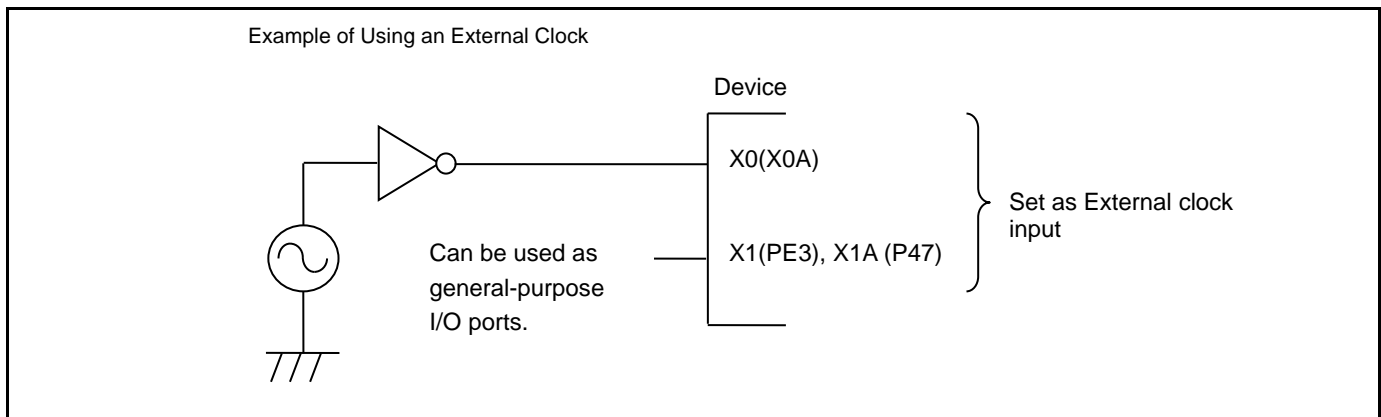 Example of Using an External Clock
Device
X0(X0A)
Set as External clock
input
Can be used as
general-purpose
I/O ports.
X1(PE3), X1A (P47)